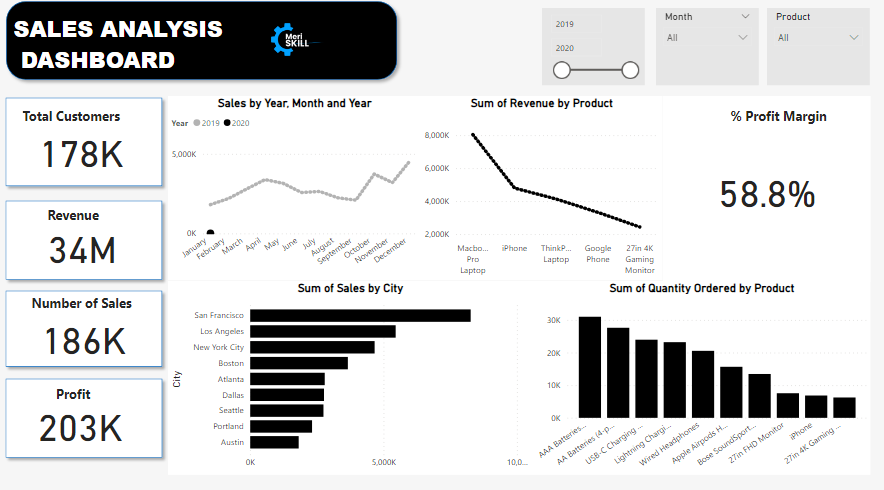 SALES ANALYSIS
DASHBOARD
Meri
SKILL
2019
2020
Month
All
Product
All
Total Customers
178K
Revenue
34M
Number of Sales
186K
Profit
203K
Sales by Year, Month and Year
Year 2019 2020
5,000K
0K
January
February
March
April
May
June
July
August
September
October
November
December
Sum of Revenue by Product
8,000K
6,000K
4,000K
2,000K
Macbo...
Pro
Laptop
iPhone
ThinkP...
Laptop
Google
Phone
27in 4K
Gaming
Monitor
% Profit Margin
58.8%
Sum of Sales by City
City
San Francisco
Los Angeles
New York City
Boston
Atlanta
Dallas
Seattle
Portland
Austin
0K
5,000K
10,0...
Sum of Quantity Ordered by Product
30K
20K
10K
0K
AAA Batteries...
AA Batteries (4-p...
USB-C Charging ...
Lightning Chargi...
Wired Headphones
Apple Airpods H...
Bose SoundSport...
27in FHD Monitor
iPhone
27in 4K Gaming ...